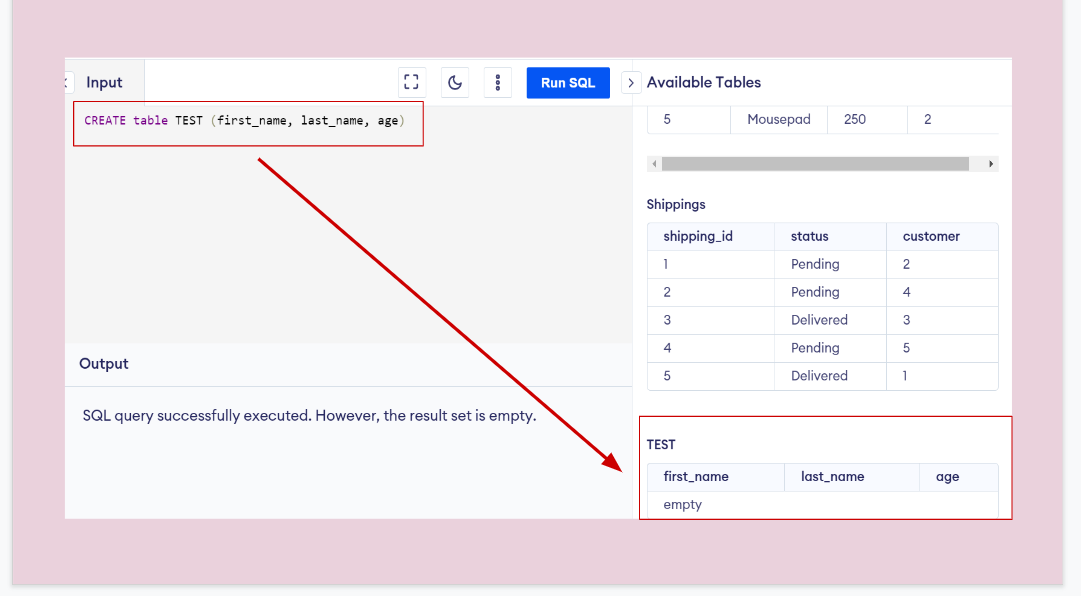 Input
Run SQL
Available Tables
CREATE table TEST (first_name, last_name, age)
5 Mousepad 250 2
Shippings
shipping_id status customer
1 Pending 2
2 Pending 4
3 Delivered 3
4 Pending 5
5 Delivered 1
Output
SQL query successfully executed. However, the result set is empty.
TEST
first_name last_name age
empty